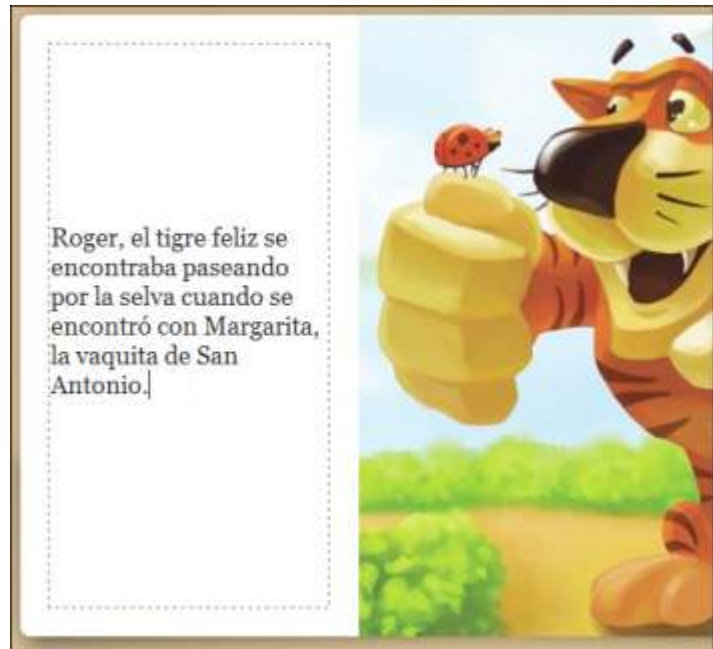 Roger, el tigre feliz se
encontraba paseando
por la selva cuando se
encontró con Margarita,
la vaquita de San
Antonio.